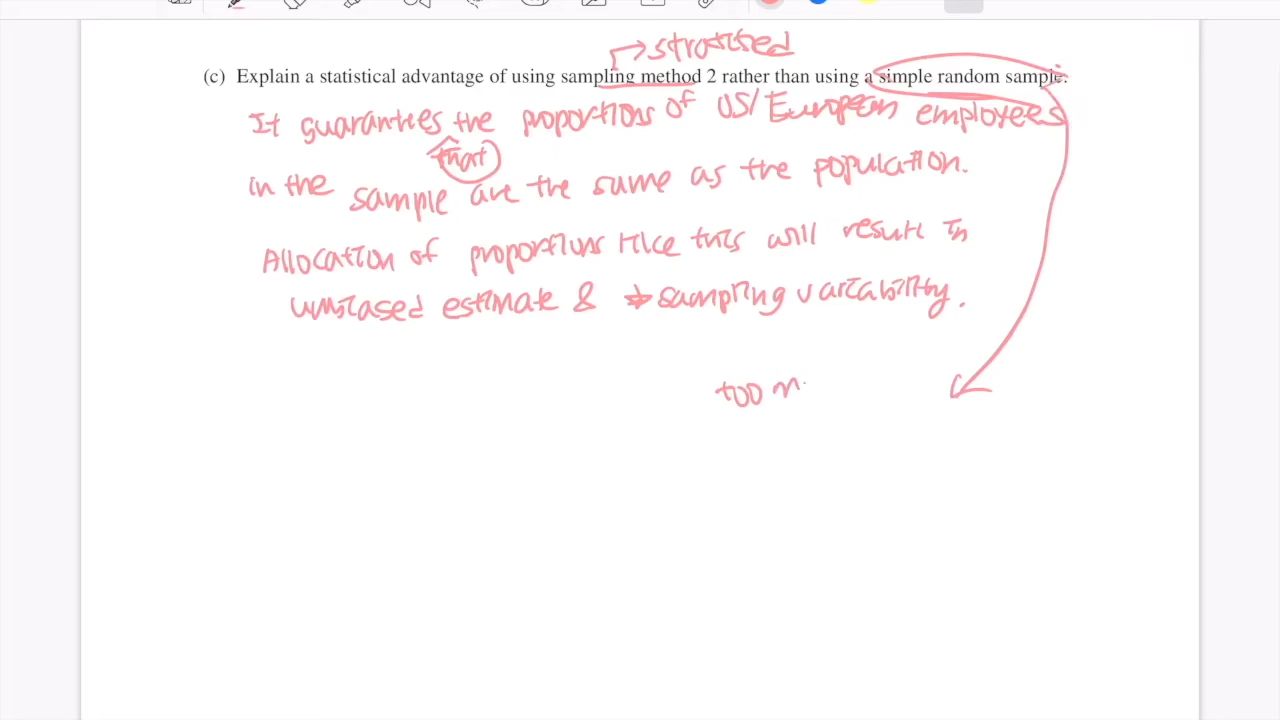 stratified
(c) Explain a statistical advantage of using sampling method 2 rather than using a simple random sample.
It guaranties the proportions of US/European employees
that
in the sample are the same as the population.
Allocation of proportions like this will result in
unbiased estimate & ↓ sampling variability.
too m